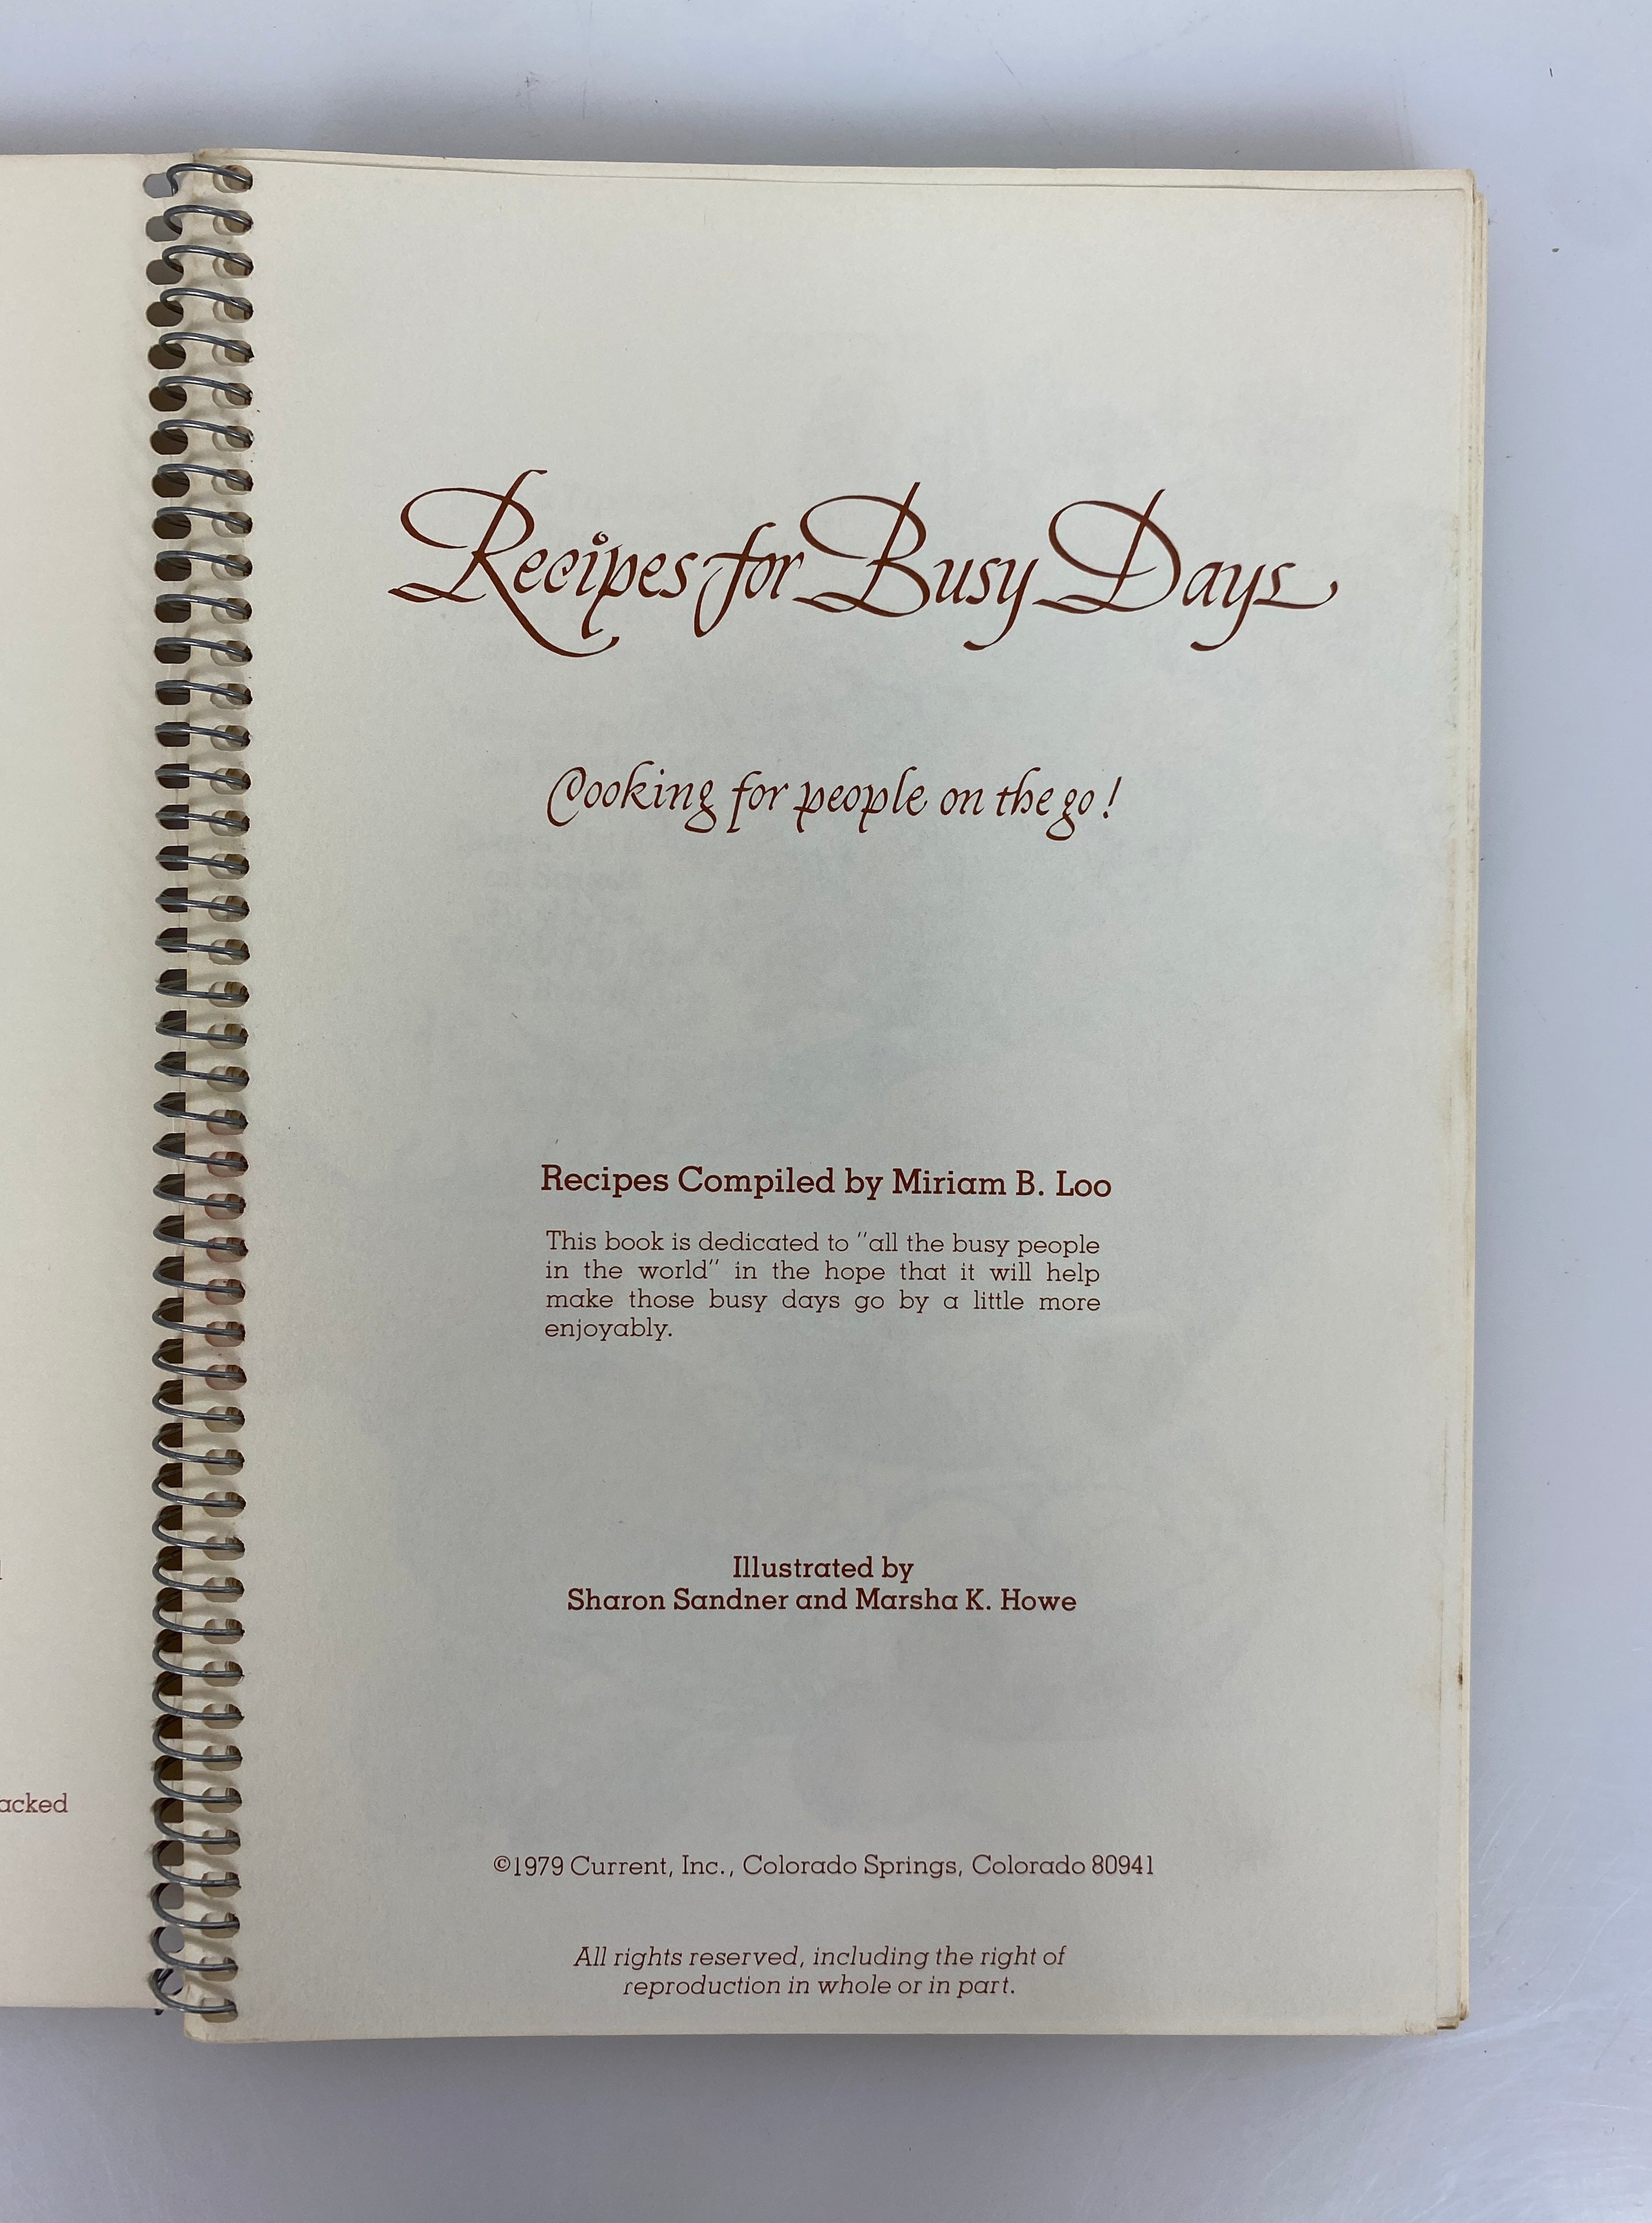 Recipes for Busy Days
Cooking for people on the go!
Recipes Compiled by Miriam B. Loo
This book is dedicated to "all the busy people
in the world" in the hope that it will help
make those busy days go by a little more
enjoyably.
Illustrated by
Sharon Sandner and Marsha K. Howe
©1979 Current, Inc., Colorado Springs, Colorado 80941
All rights reserved, including the right of
reproduction in whole or in part.
acked